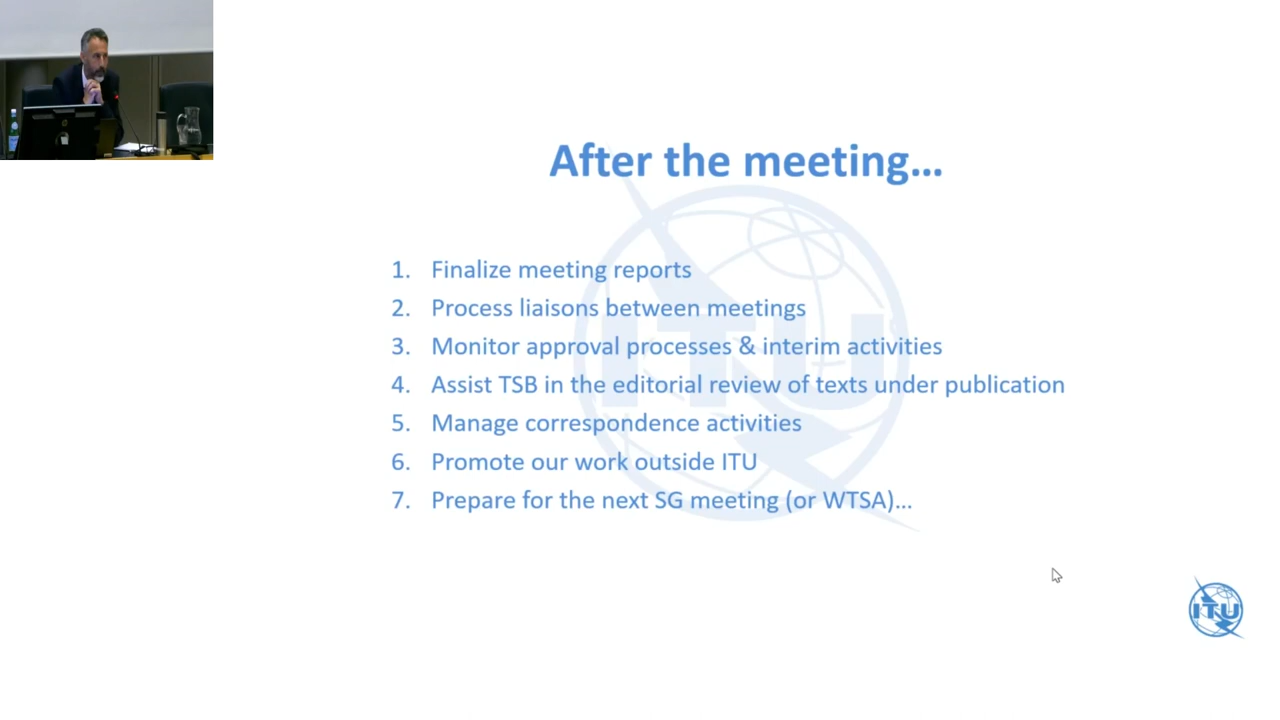 After the meeting...
1. Finalize meeting reports
2. Process liaisons between meetings
3. Monitor approval processes & interim activities
4. Assist TSB in the editorial review of texts under publication
5. Manage correspondence activities
6. Promote our work outside ITU
7. Prepare for the next SG meeting (or WTSA)...
ITU
ITU